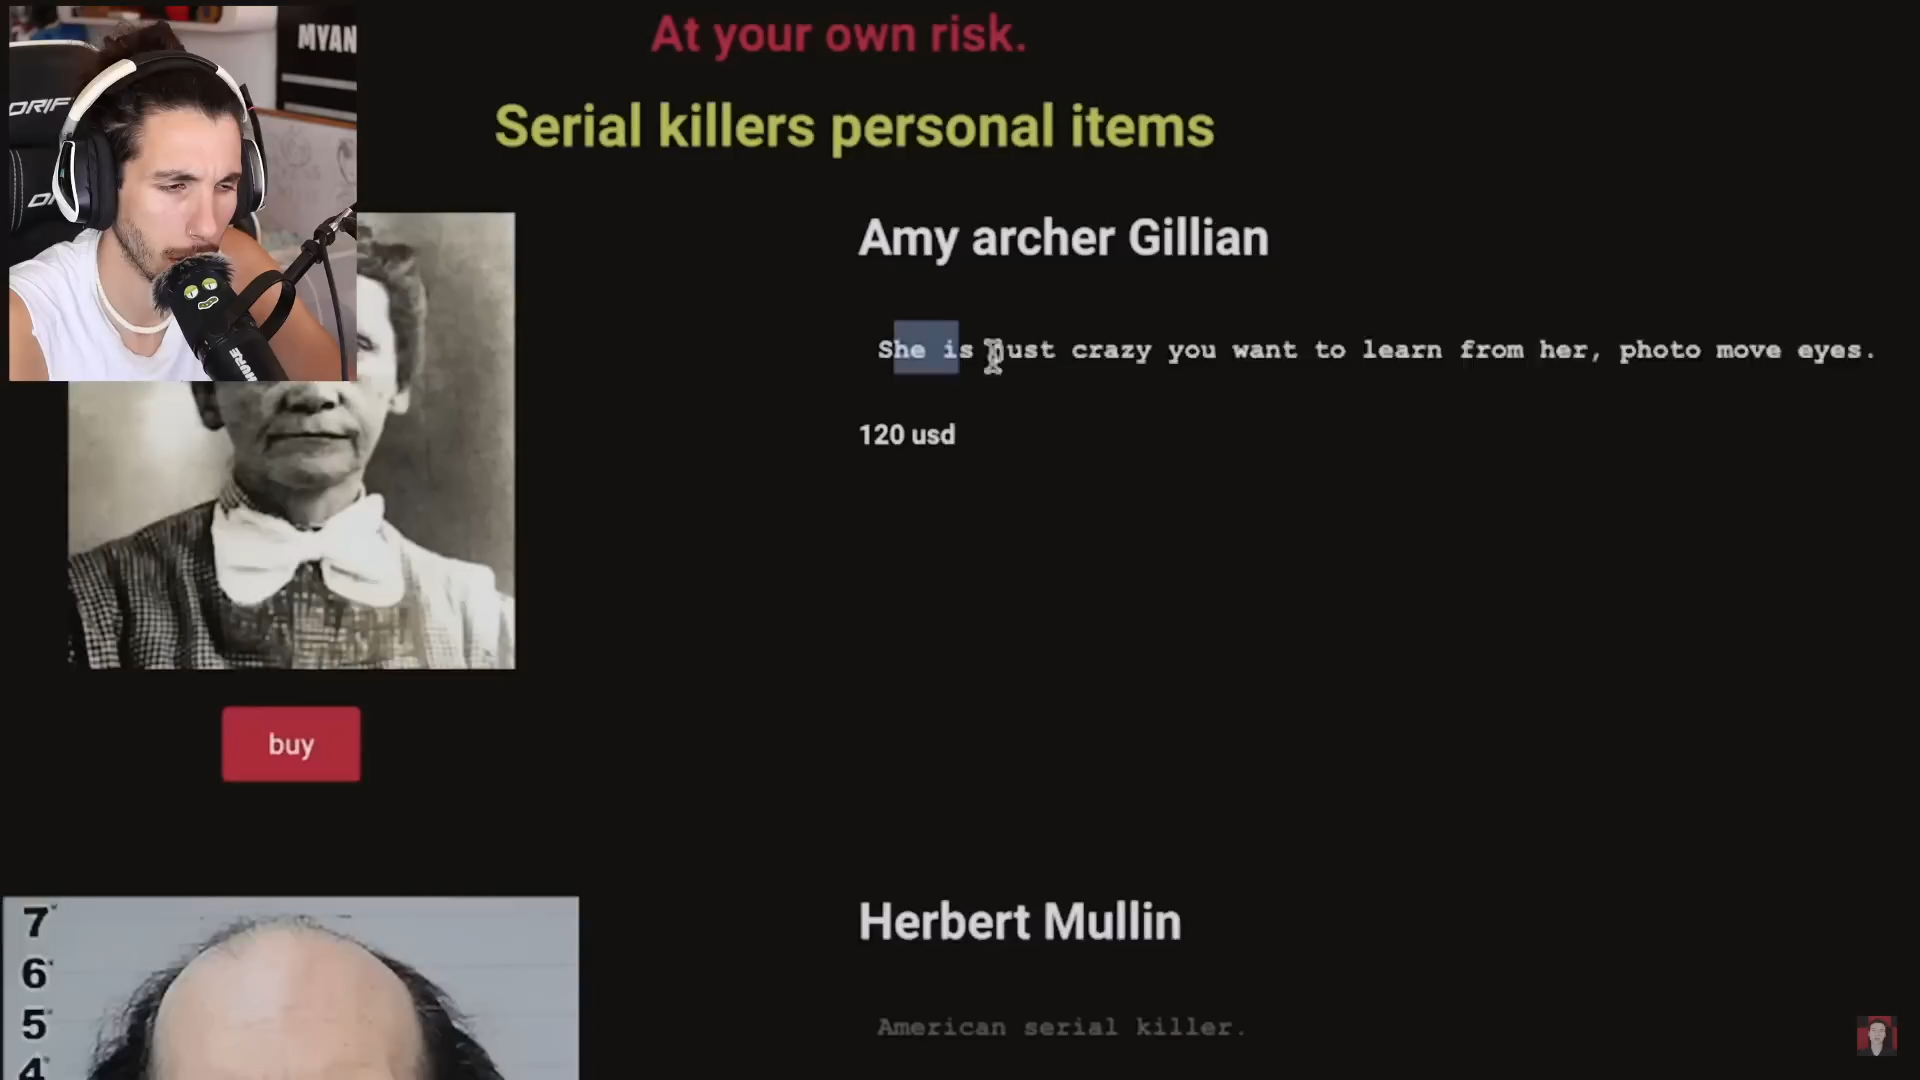 At your own risk.
Serial killers personal items
MYAN
DRIF
Amy archer Gillian
She is just crazy you want to learn from her, photo move eyes.
120 usd
buy
Herbert Mullin
American serial killer.
7"
6"
5"
4"